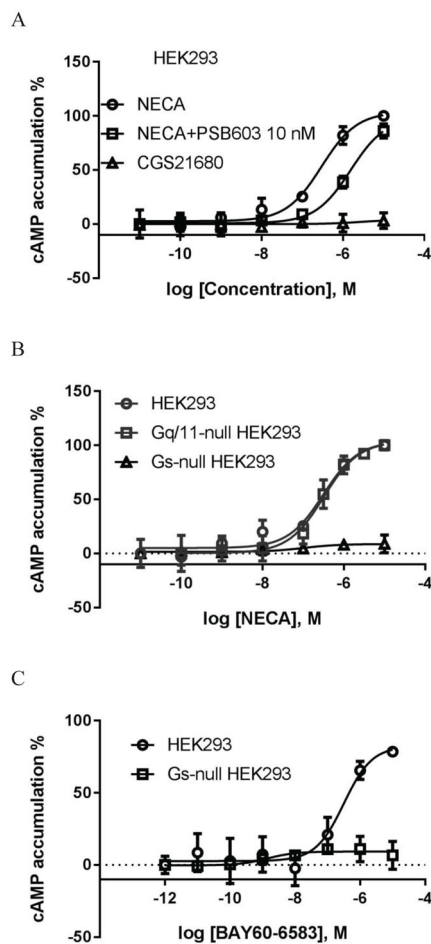 A
HEK293
150
NECA
100
NECA+PSB603 10 nM
CGS21680
50
0
-50
-10
-8
-6
-4
cAMP accumulation %
log [Concentration], M
B
150
HEK293
100
Gq/11-null HEK293
Gs-null HEK293
50
0
-50
-10
-8
-6
-4
cAMP accumulation %
log [NECA], M
C
100
HEK293
50
Gs-null HEK293
0
-50
-12
-10
-8
-6
-4
cAMP accumulation %
log [BAY60-6583], M